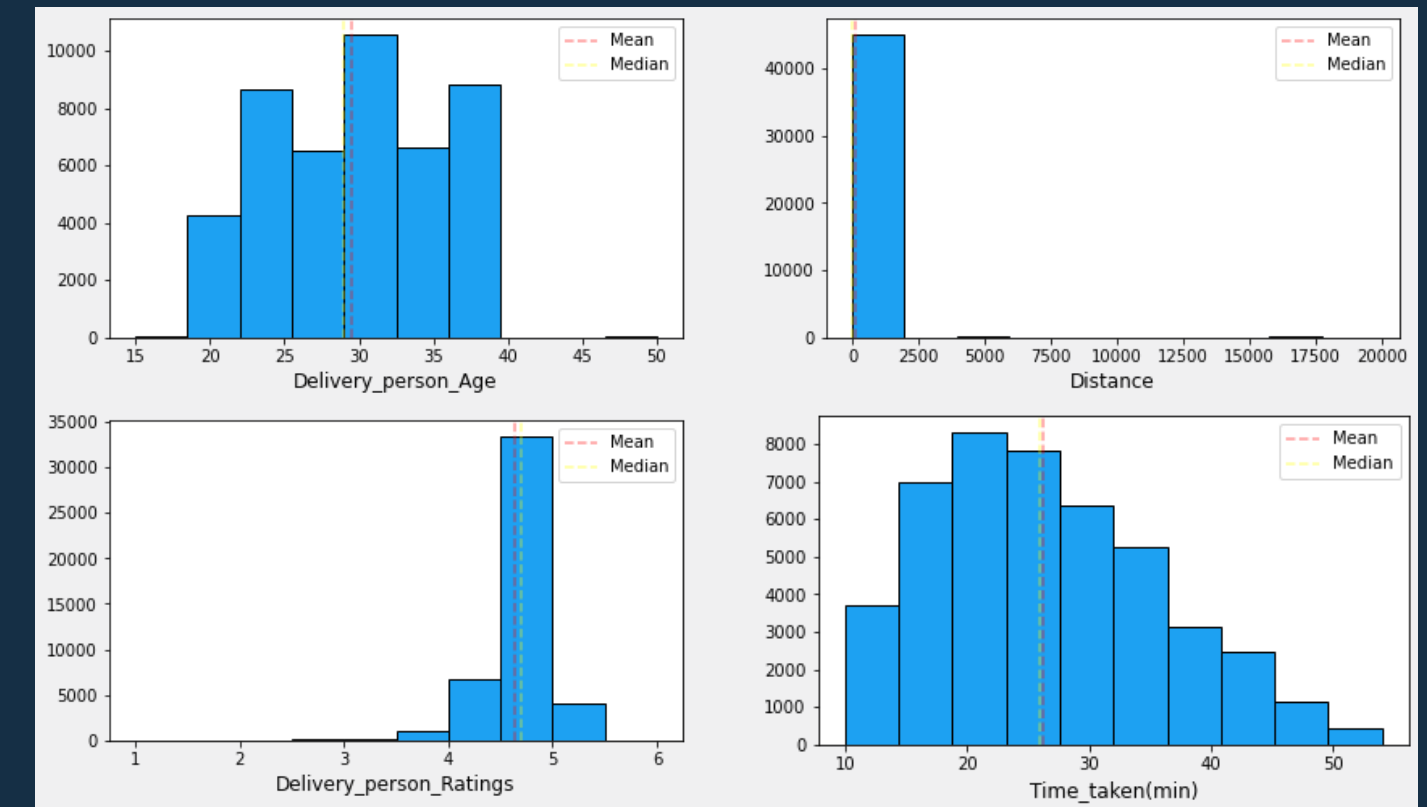 Mean
Median
10000
8000
6000
4000
2000
0
15 20 25 30 35 40 45 50
Delivery_person_Age
Mean
Median
40000
30000
20000
10000
0
0 2500 5000 7500 10000 12500 15000 17500 20000
Distance
35000
30000
25000
20000
15000
10000
5000
0
Mean
Median
1 2 3 4 5 6
Delivery_person_Ratings
Mean
Median
8000
7000
6000
5000
4000
3000
2000
1000
0
10 20 30 40 50
Time_taken(min)